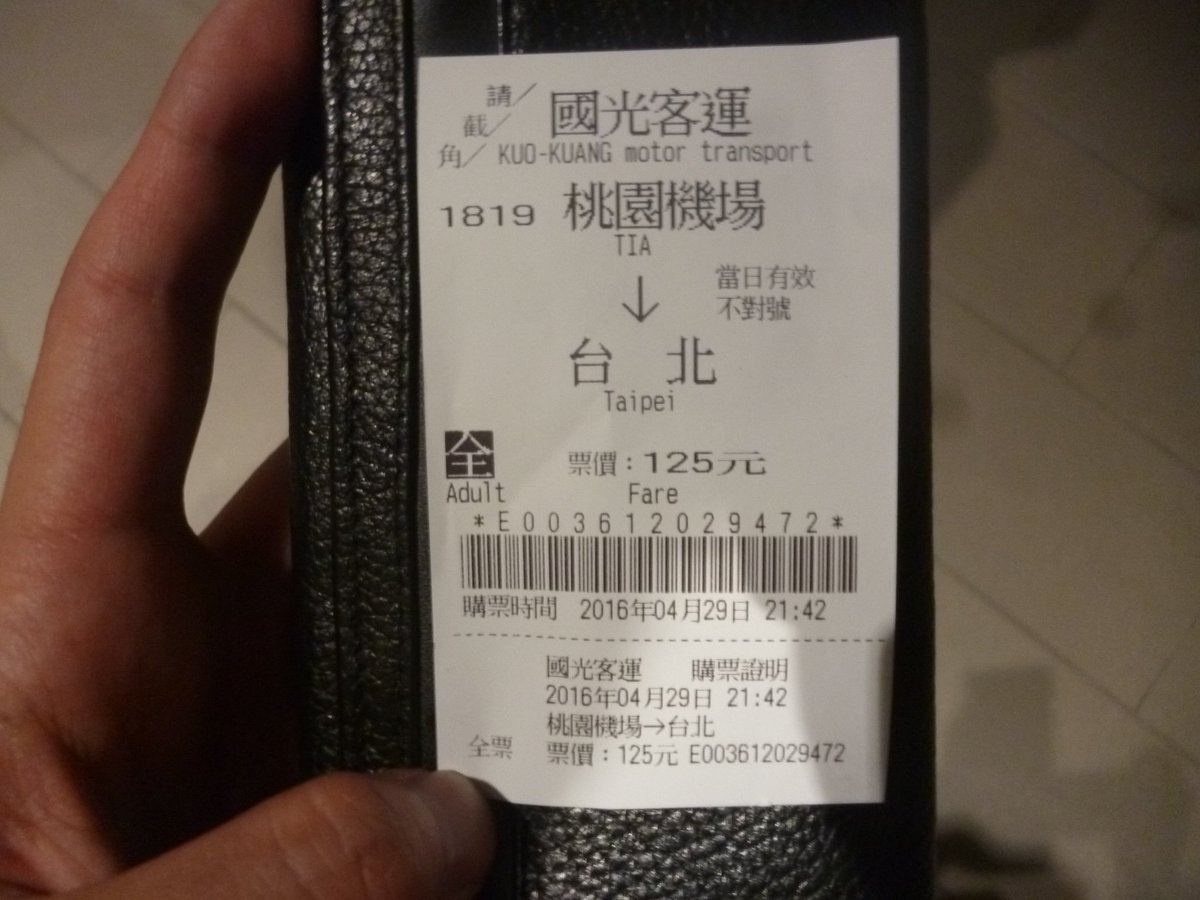 請/
截/
角/
國光客運
KUO-KUANG motor transport
1819 桃園機場
TIA
↓
當日有效
不對號
台 北
Taipei
全 票價：125元
Adult Fare
*E003612029472*
購票時間 2016年04月29日 21:42
國光客運 購票證明
2016年04月29日 21:42
桃園機場→台北
全票 票價：125元 E003612029472